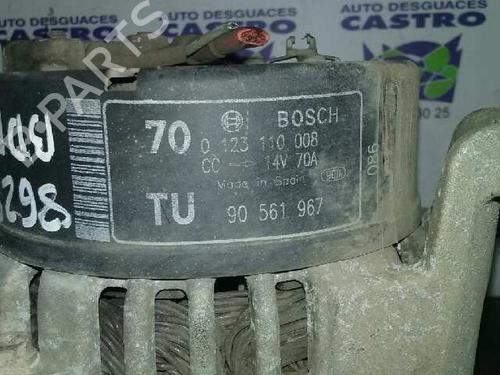 AUTO DESGUACES
CASTRO
AUTO DESGUACES
CASTRO
PARTS
70
BOSCH
0 123 110 008
CC 14V 70A
Made in Spain
086
TU
90 561 967